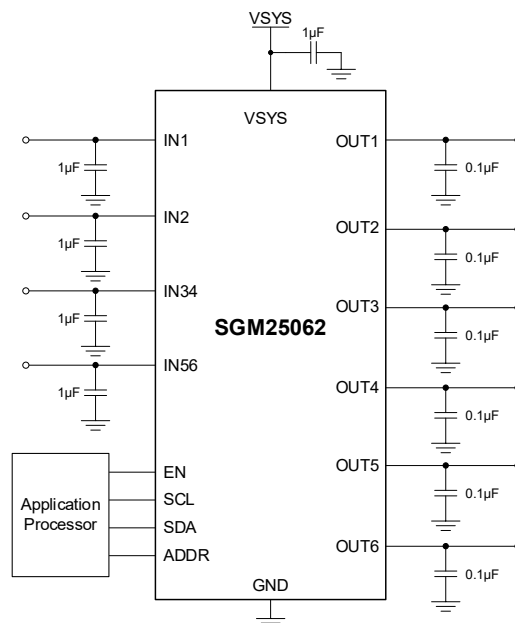 VSYS
1µF
VSYS
IN1
1µF
IN2
1µF
IN34
1µF
IN56
1µF
SGM25062
OUT1
0.1µF
OUT2
0.1µF
OUT3
0.1µF
OUT4
0.1µF
OUT5
0.1µF
OUT6
0.1µF
Application
Processor
EN
SCL
SDA
ADDR
GND